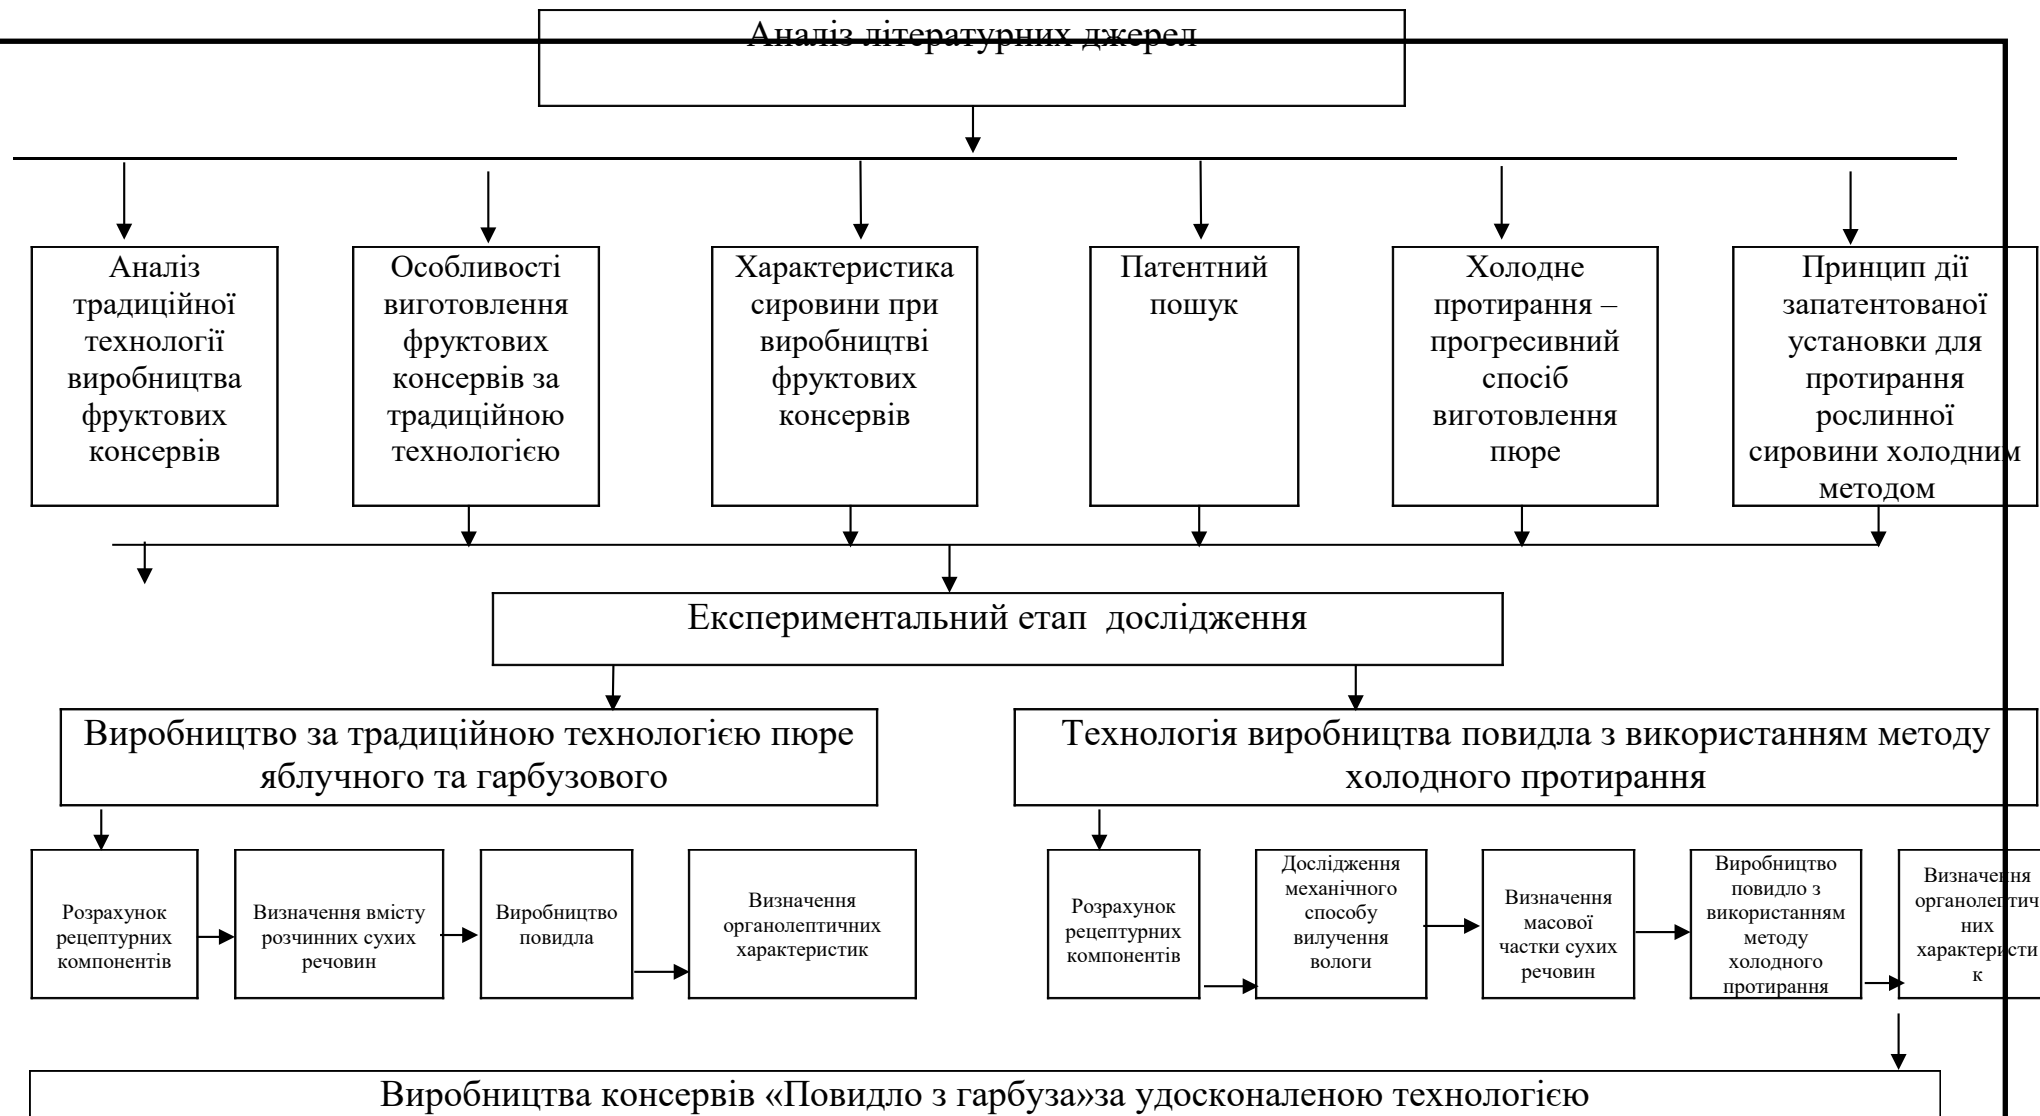 Аналіз літературних джерел
Аналіз
традиційної
технології
виробництва
фруктових
консервів
Особливості
виготовлення
фруктових
консервів за
традиційною
технологією
Характеристика
сировини при
виробництві
фруктових
консервів
Патентний
пошук
Холодне
протирання –
прогресивний
спосіб
виготовлення
пюре
Принцип дії
запатентованої
установки для
протирання
рослинної
сировини холодним
методом
Експериментальний етап дослідження
Виробництво за традиційною технологією пюре
яблучного та гарбузового
Технологія виробництва повидла з використанням методу
холодного протирання
Розрахунок
рецептурних
компонентів
Визначення вмісту
розчинних сухих
речовин
Виробництво
повидла
Визначення
органолептичних
характеристик
Розрахунок
рецептурних
компонентів
Дослідження
механічного
способу
вилучення
вологи
Визначення
масової
частки сухих
речовин
Виробництво
повидло з
використанням
методу
холодного
протирання
Визначення
органолептич
них
характеристи
к
Виробництва консервів «Повидло з гарбуза»за удосконаленою технологією